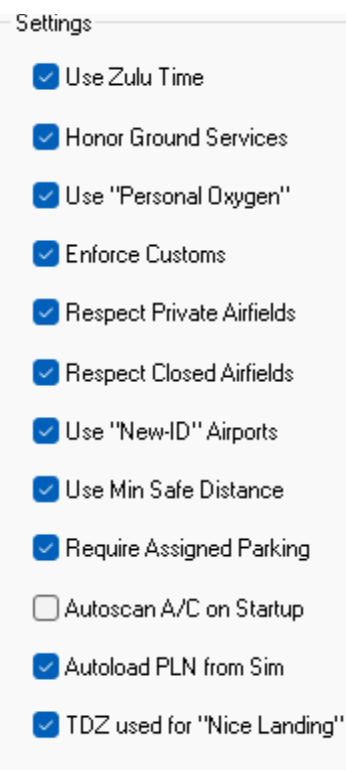 Settings
Use Zulu Time
Honor Ground Services
Use "Personal Oxygen"
Enforce Customs
Respect Private Airfields
Respect Closed Airfields
Use "New-ID" Airports
Use Min Safe Distance
Require Assigned Parking
Autoscan A/C on Startup
Autoload PLN from Sim
TDZ used for "Nice Landing"